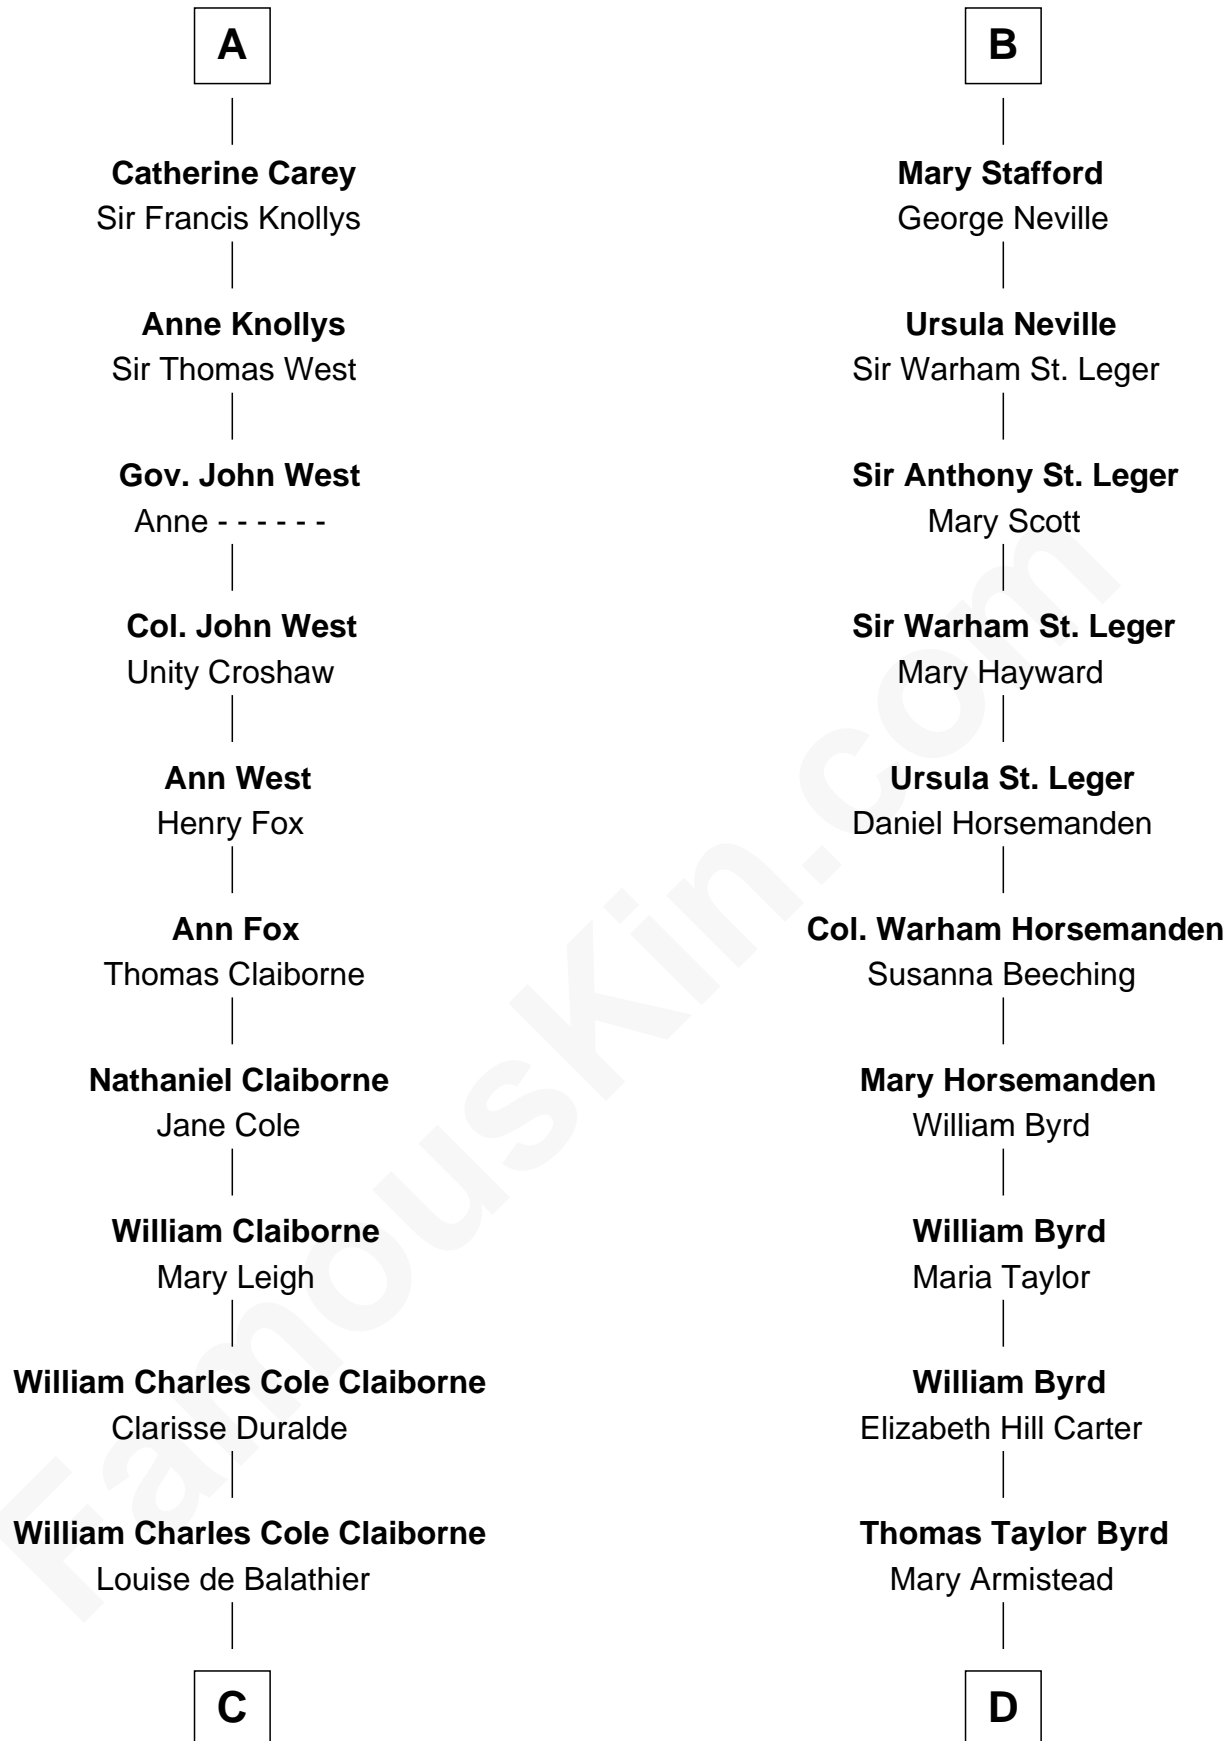 A
Catherine Carey
Sir Francis Knollys
Anne Knollys
Sir Thomas West
Gov. John West
Anne - - - - - -
Col. John West
Unity Croshaw
Ann West
Henry Fox
Ann Fox
Thomas Claiborne
Nathaniel Claiborne
Jane Cole
William Claiborne
Mary Leigh
William Charles Cole Claiborne
Clarisse Duralde
William Charles Cole Claiborne
Louise de Balathier
C
B
Mary Stafford
George Neville
Ursula Neville
Sir Warham St. Leger
Sir Anthony St. Leger
Mary Scott
Sir Warham St. Leger
Mary Hayward
Ursula St. Leger
Daniel Horsemanden
Col. Warham Horsemanden
Susanna Beeching
Mary Horsemanden
William Byrd
William Byrd
Maria Taylor
William Byrd
Elizabeth Hill Carter
Thomas Taylor Byrd
Mary Armistead
D
FamousKin.com